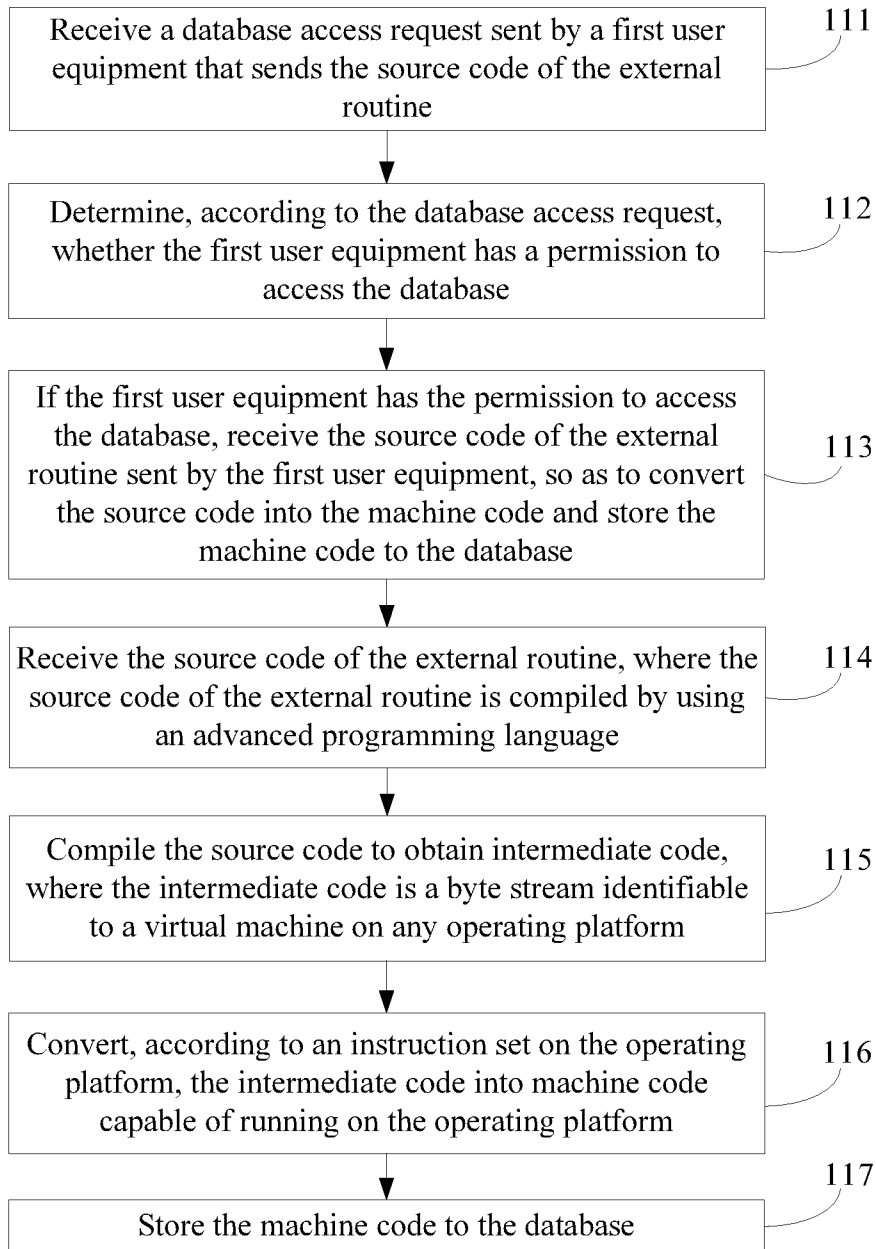 Receive a database access request sent by a first user
equipment that sends the source code of the external
routine
111
Determine, according to the database access request,
whether the first user equipment has a permission to
access the database
112
If the first user equipment has the permission to access
the database, receive the source code of the external
routine sent by the first user equipment, so as to convert
the source code into the machine code and store the
machine code to the database
113
Receive the source code of the external routine, where the
source code of the external routine is compiled by using
an advanced programming language
114
Compile the source code to obtain intermediate code,
where the intermediate code is a byte stream identifiable
to a virtual machine on any operating platform
115
Convert, according to an instruction set on the operating
platform, the intermediate code into machine code
capable of running on the operating platform
116
Store the machine code to the database
117